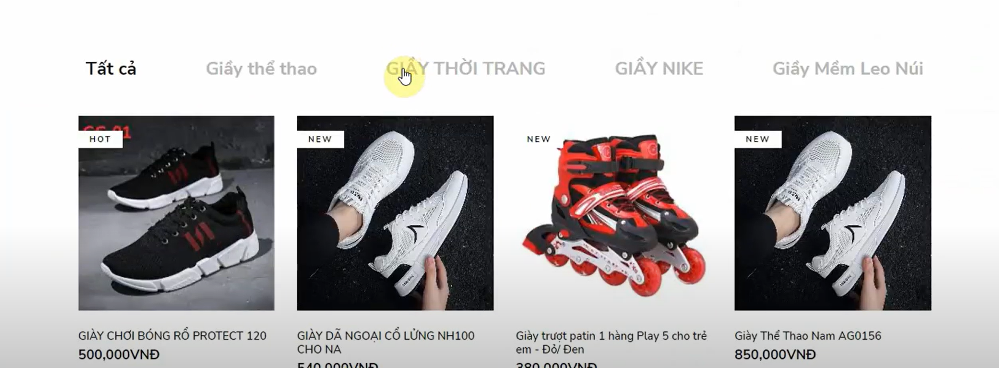 Tất cả
Giầy thể thao
GIẦY THỜI TRANG
GIẦY NIKE
Giầy Mềm Leo Núi
HOT
NEW
NEW
NEW
GIÀY CHƠI BÓNG RỔ PROTECT 120
500,000VNĐ
GIÀY DÃ NGOẠI CỔ LỬNG NH100
CHO NA
540,000VNĐ
Giày trượt patin 1 hàng Play 5 cho trẻ
em - Đỏ/ Đen
380,000VNĐ
Giày Thể Thao Nam AG0156
850,000VNĐ